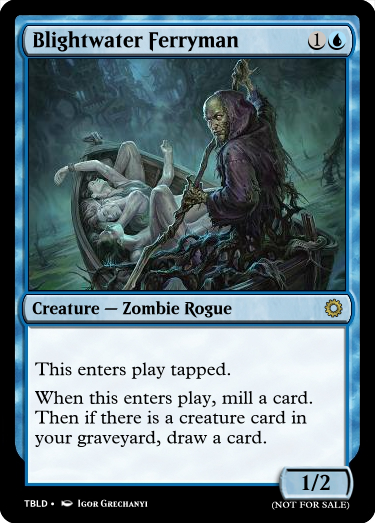 Blightwater Ferryman 1
Creature — Zombie Rogue
This enters play tapped.
When this enters play, mill a card.
Then if there is a creature card in
your graveyard, draw a card.
1/2
TBLD • Igor Grechanyi
(NOT FOR SALE)